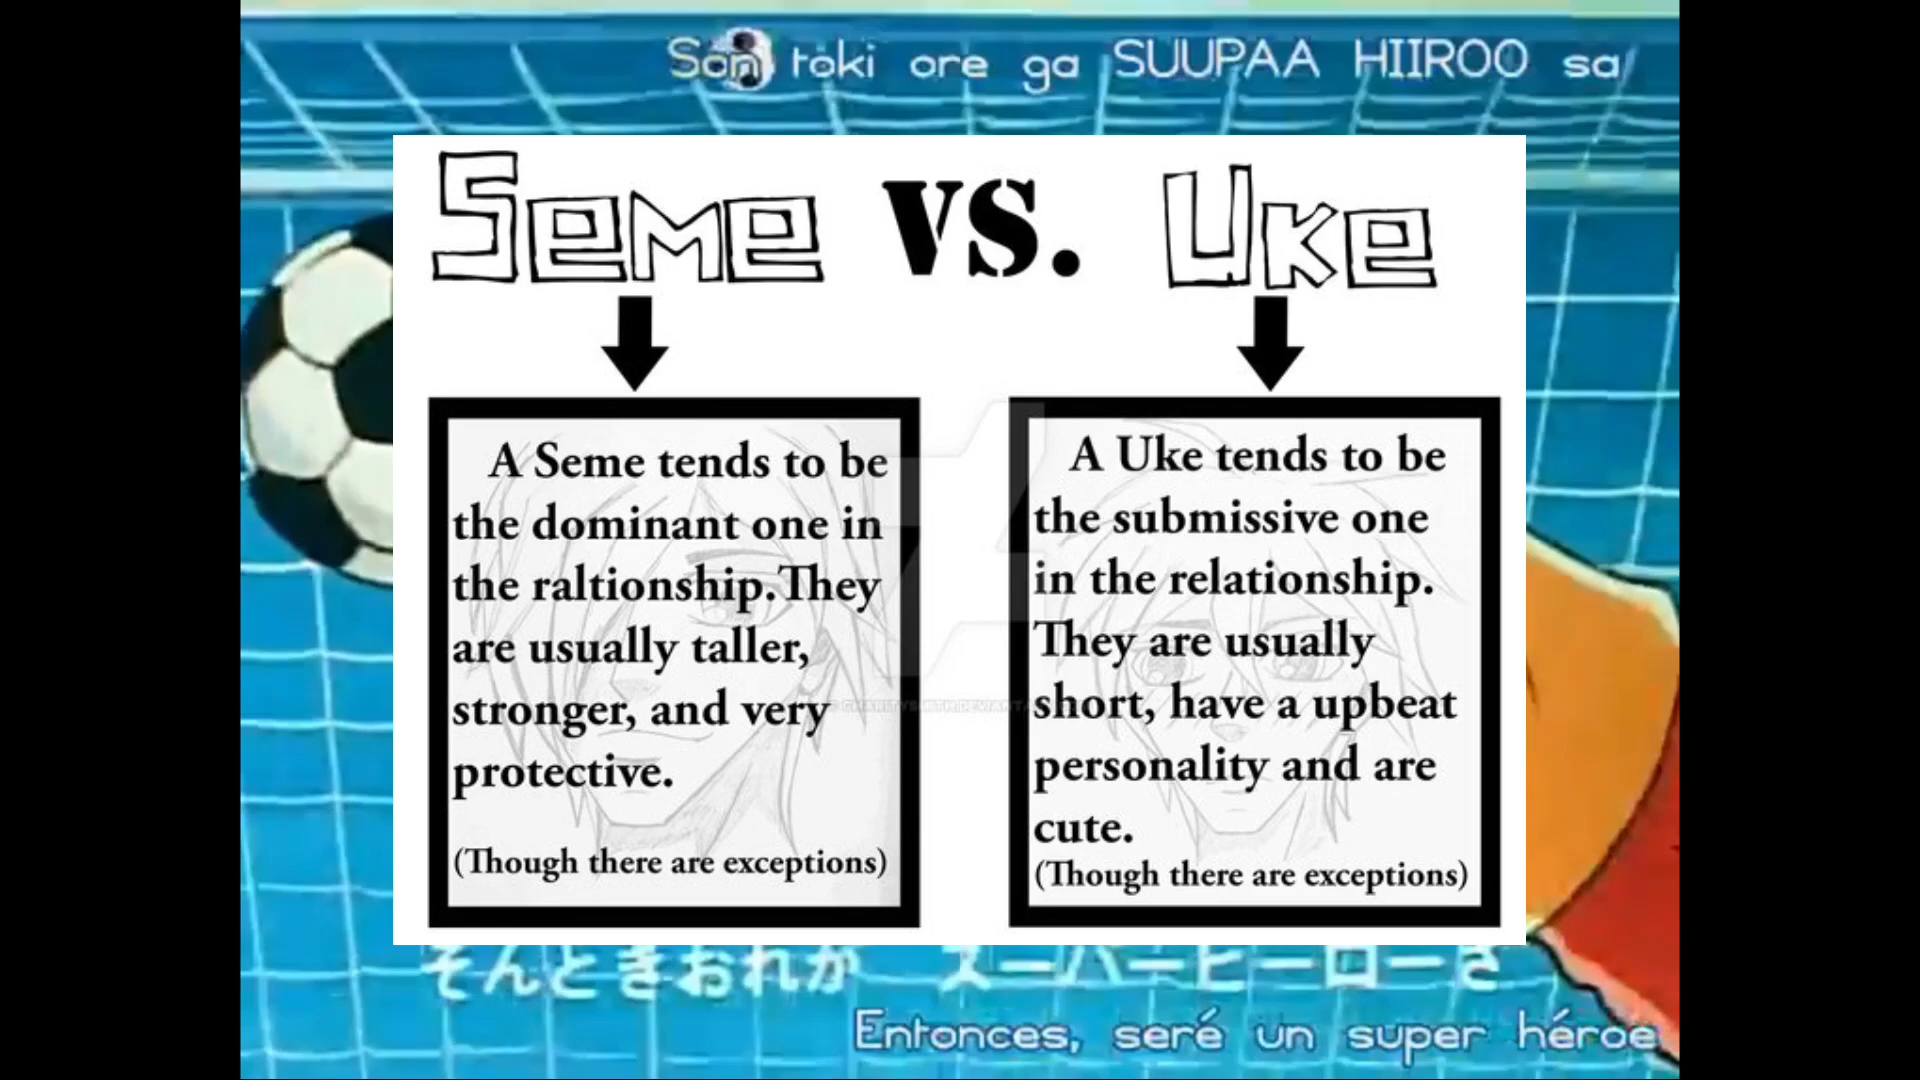 Son toki ore ga SUUPAA HIIROO sa
Seme vs. Uke
A Seme tends to be
the dominant one in
the raltionship.They
are usually taller,
stronger, and very
protective.
(Though there are exceptions)
A Uke tends to be
the submissive one
in the relationship.
They are usually
short, have a upbeat
personality and are
cute.
(Though there are exceptions)
そんときおれが スーパーヒーローさ
Entonces, seré un super héroe